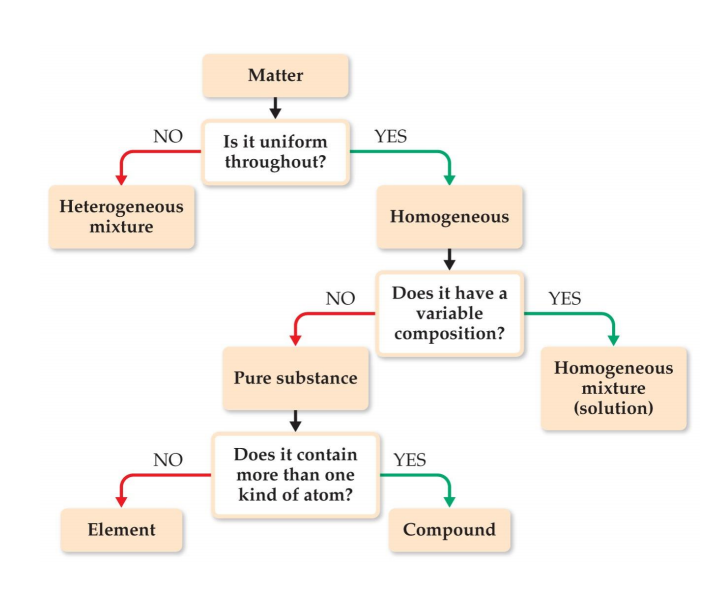 Matter
NO
Is it uniform
throughout?
YES
Heterogeneous
mixture
Homogeneous
NO
Does it have a
variable
composition?
YES
Pure substance
Homogeneous
mixture
(solution)
NO
Does it contain
more than one
kind of atom?
YES
Element
Compound